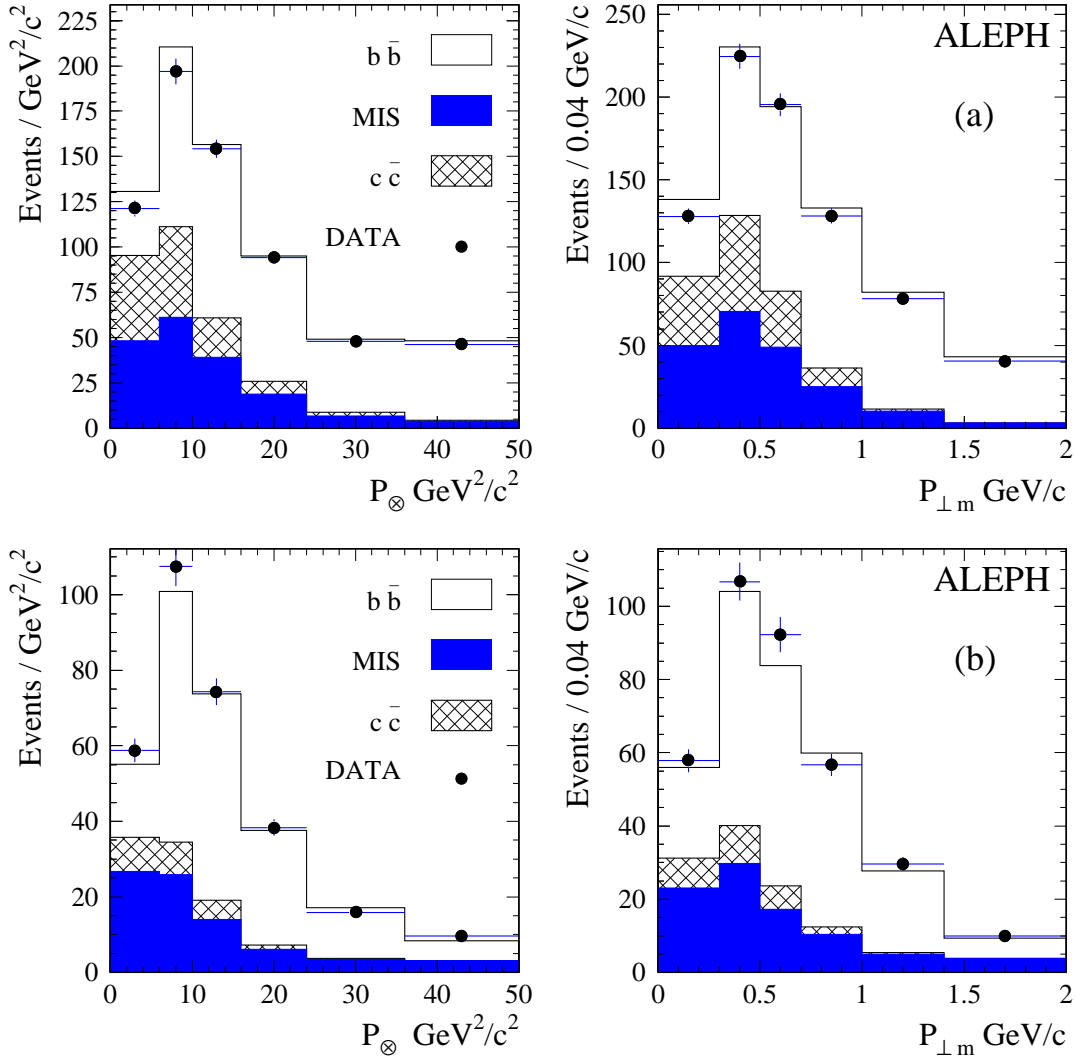 Events / GeV²/c²
225
200
175
150
125
100
75
50
25
0
b b̄
MIS
c c̄
DATA
0 10 20 30 40 50
P⊗ GeV²/c²
Events / 0.04 GeV/c
250
200
150
100
50
0
ALEPH
(a)
0 0.5 1 1.5 2
P⊥m GeV/c
Events / GeV²/c²
100
80
60
40
20
0
b b̄
MIS
c c̄
DATA
0 10 20 30 40 50
P⊗ GeV²/c²
Events / 0.04 GeV/c
100
80
60
40
20
0
ALEPH
(b)
0 0.5 1 1.5 2
P⊥m GeV/c